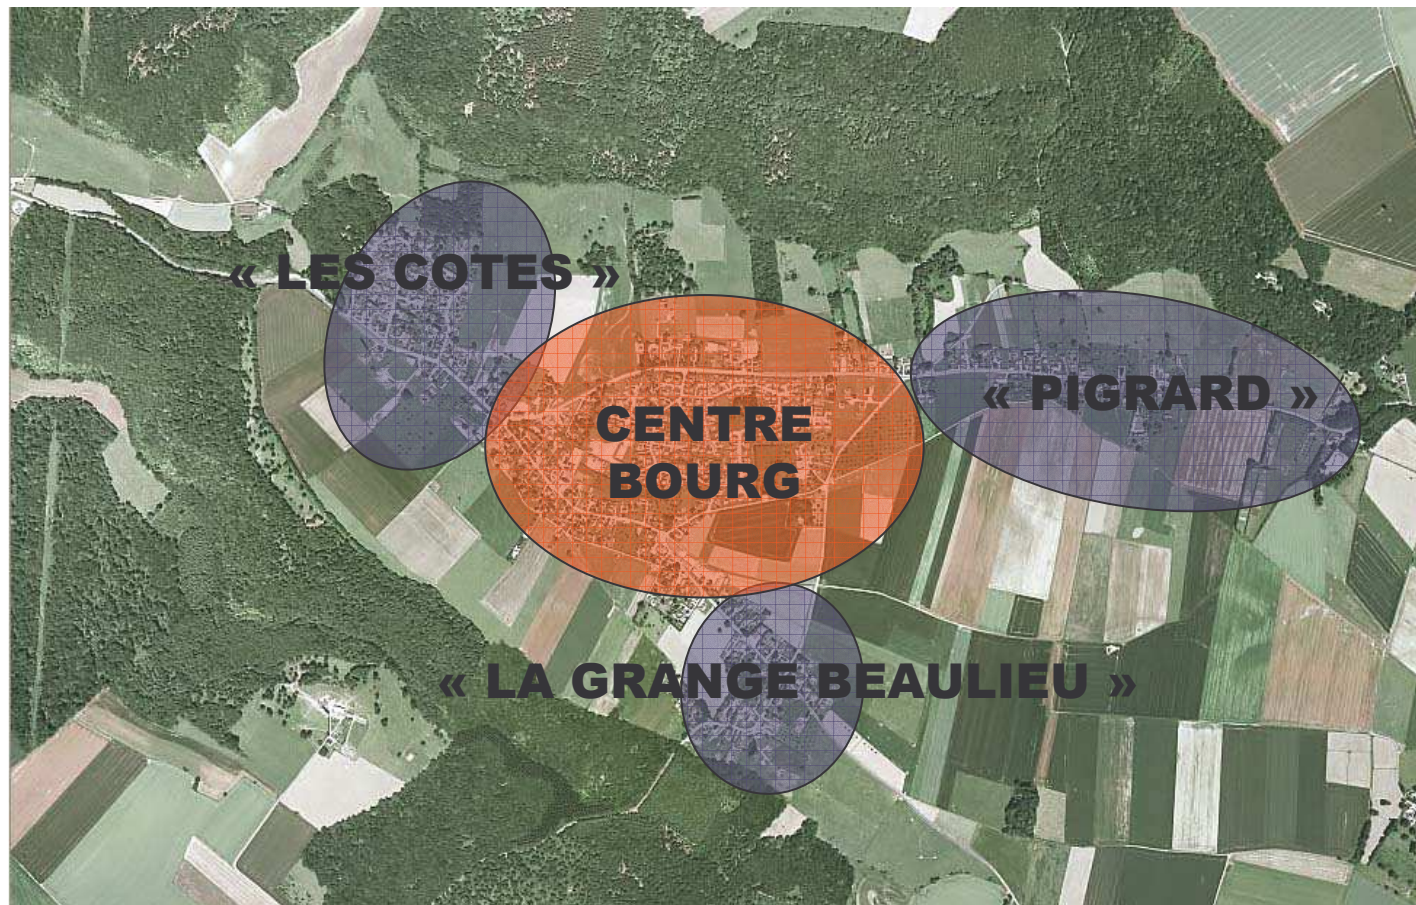 « LES COTES »
CENTRE
BOURG
« PIGRARD »
« LA GRANGE BEAULIEU »